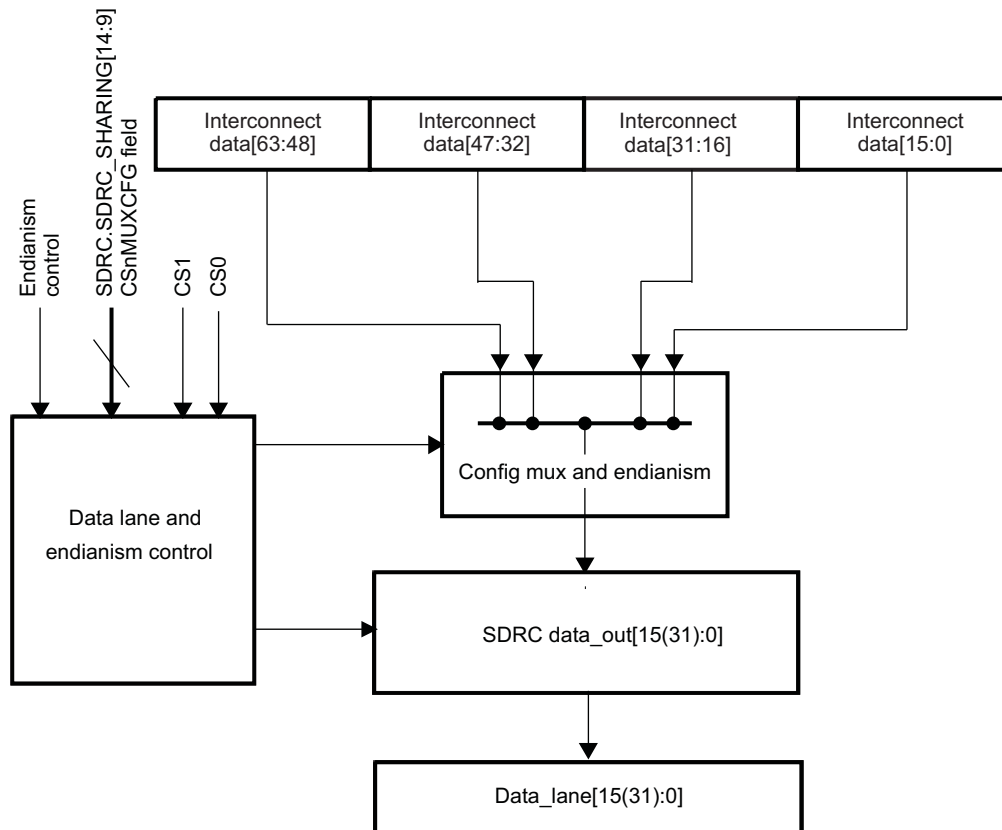 Endianism
control
SDRC.SDRC_SHARING[14:9]
CSnMUXCFG field
CS1
CS0
Interconnect
data[63:48]
Interconnect
data[47:32]
Interconnect
data[31:16]
Interconnect
data[15:0]
Config mux and endianism
Data lane and
endianism control
SDRC data_out[15(31):0]
Data_lane[15(31):0]